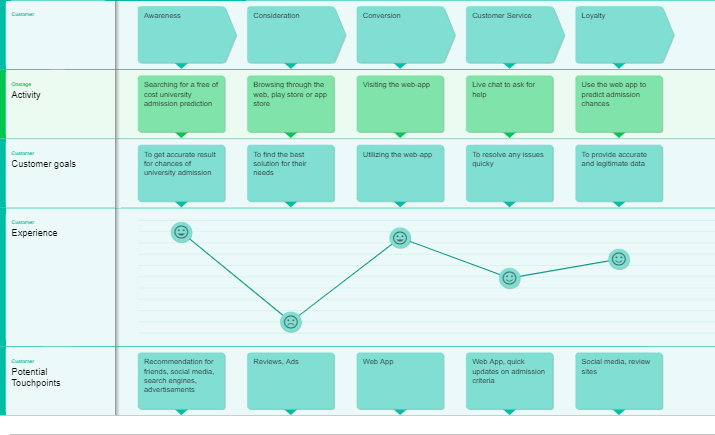 Customer
Awareness
Consideration
Conversion
Customer Service
Loyalty
Onstage
Activity
Searching for a free of
cost university
admission prediction
Browsing through the
web, play store or app
store
Visiting the web-app
Live chat to ask for
help
Use the web app to
predict admission
chances
Customer
Customer goals
To get accurate result
for chances of
university admission
To find the best
solution for their
needs
Utilizing the web-app
To resolve any issues
quicky
To provide accurate
and legitimate data
Customer
Experience
Customer
Potential
Touchpoints
Recommendation for
friends, social media,
search engines,
advertisements
Reviews, Ads
Web App
Web App, quick
updates on admission
criteria
Social media, review
sites